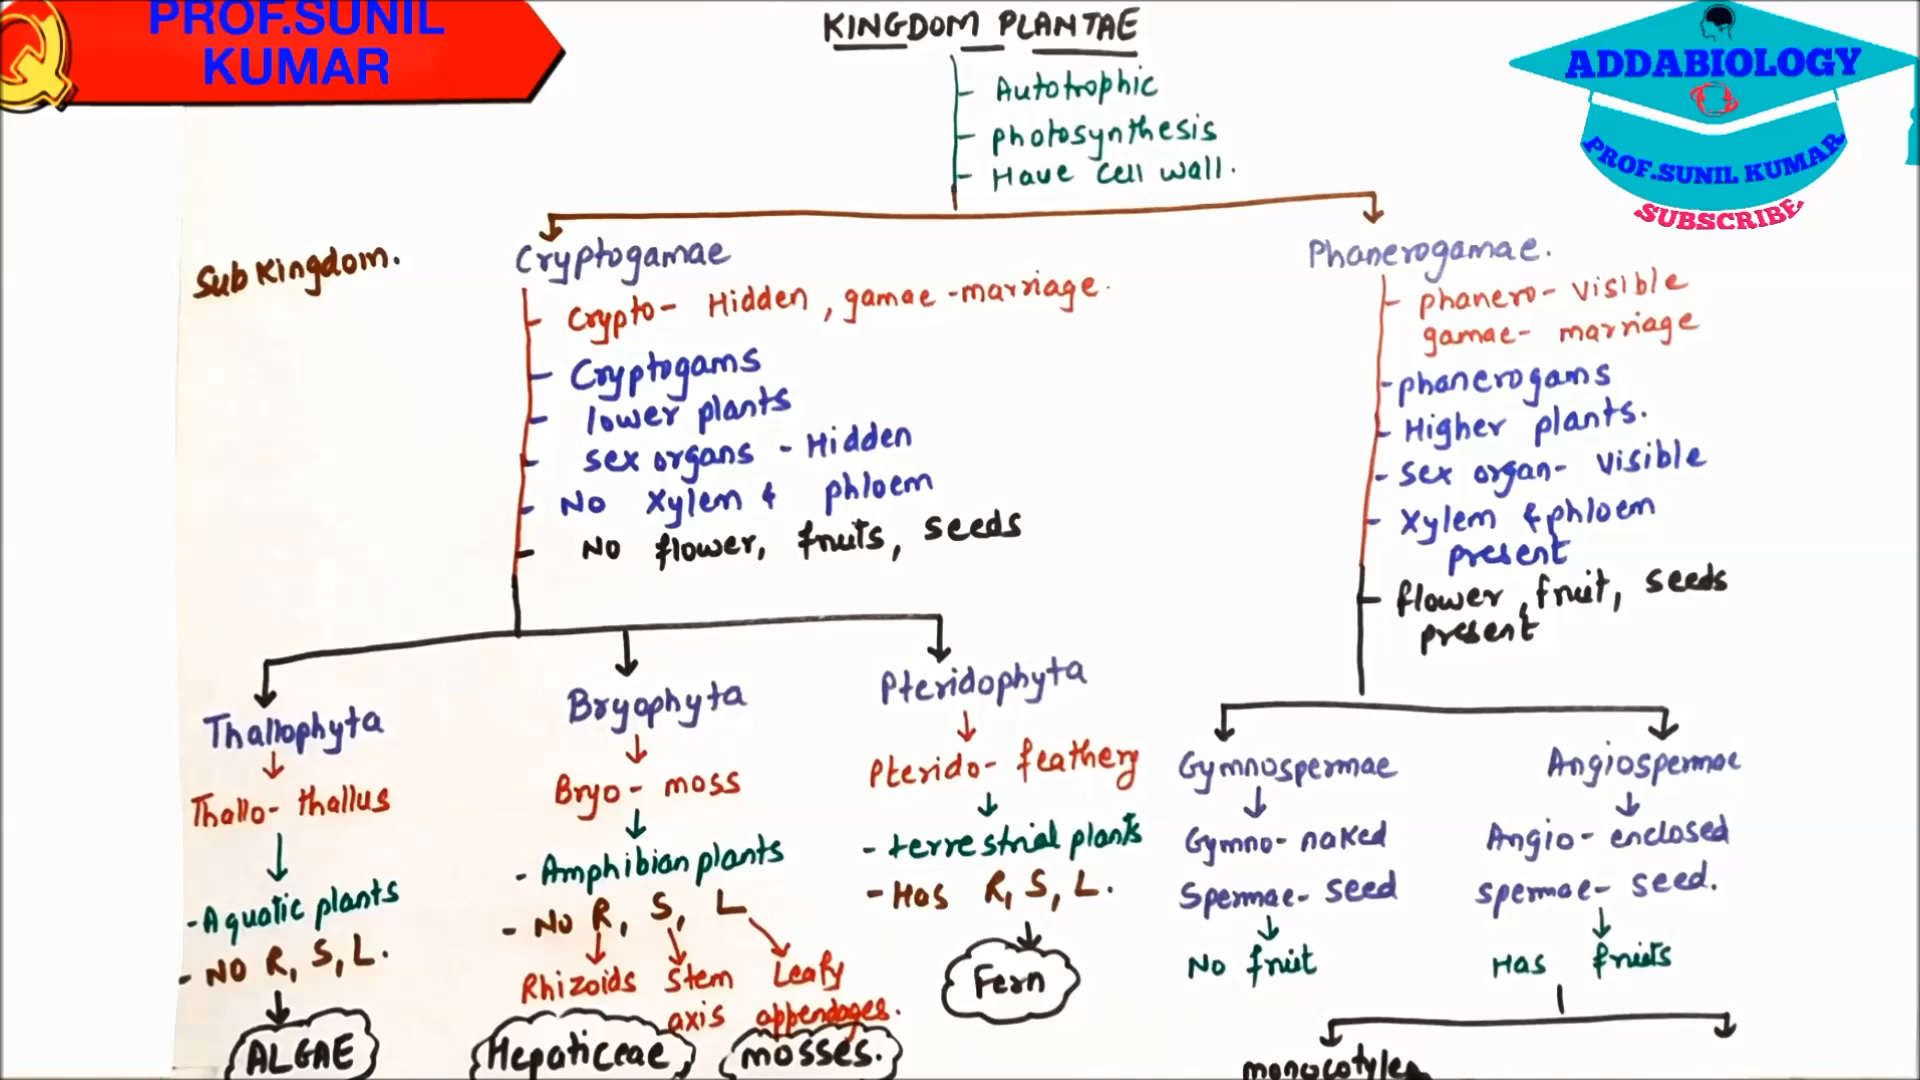 PROF.SUNIL
KUMAR
KINGDOM PLANTAE
- Autotrophic
- photosynthesis
- Have cell wall.
ADDABIOLOGY
PROF.SUNIL KUMAR
SUBSCRIBE
Sub Kingdom.
Cryptogamae
- Crypto- Hidden, gamae -marriage.
- Cryptogams
- lower plants
- sex organs - Hidden
- No Xylem & phloem
- No flower, fruits, seeds
Phanerogamae.
- phanero- visible
gamae- marriage
- phanerogams
- Higher plants.
- sex organ- visible
- Xylem & phloem
present
- flower, fruit, seeds
present
Thallophyta
Thallo- thallus
- Aquatic plants
- NO R, S, L.
ALGAE
Bryophyta
Bryo- moss
- Amphibian plants
- No R, S, L
Rhizoids
Stem
axis
Leafy
appendages.
Hepaticeae
mosses.
Pteridophyta
Pterido- feathery
- terrestrial plants
- Has R, S, L.
Fern
Gymnospermae
Gymno- naked
Spermae- seed
No fruit
Angiospermae
Angio- enclosed
spermae- seed.
Has fruits